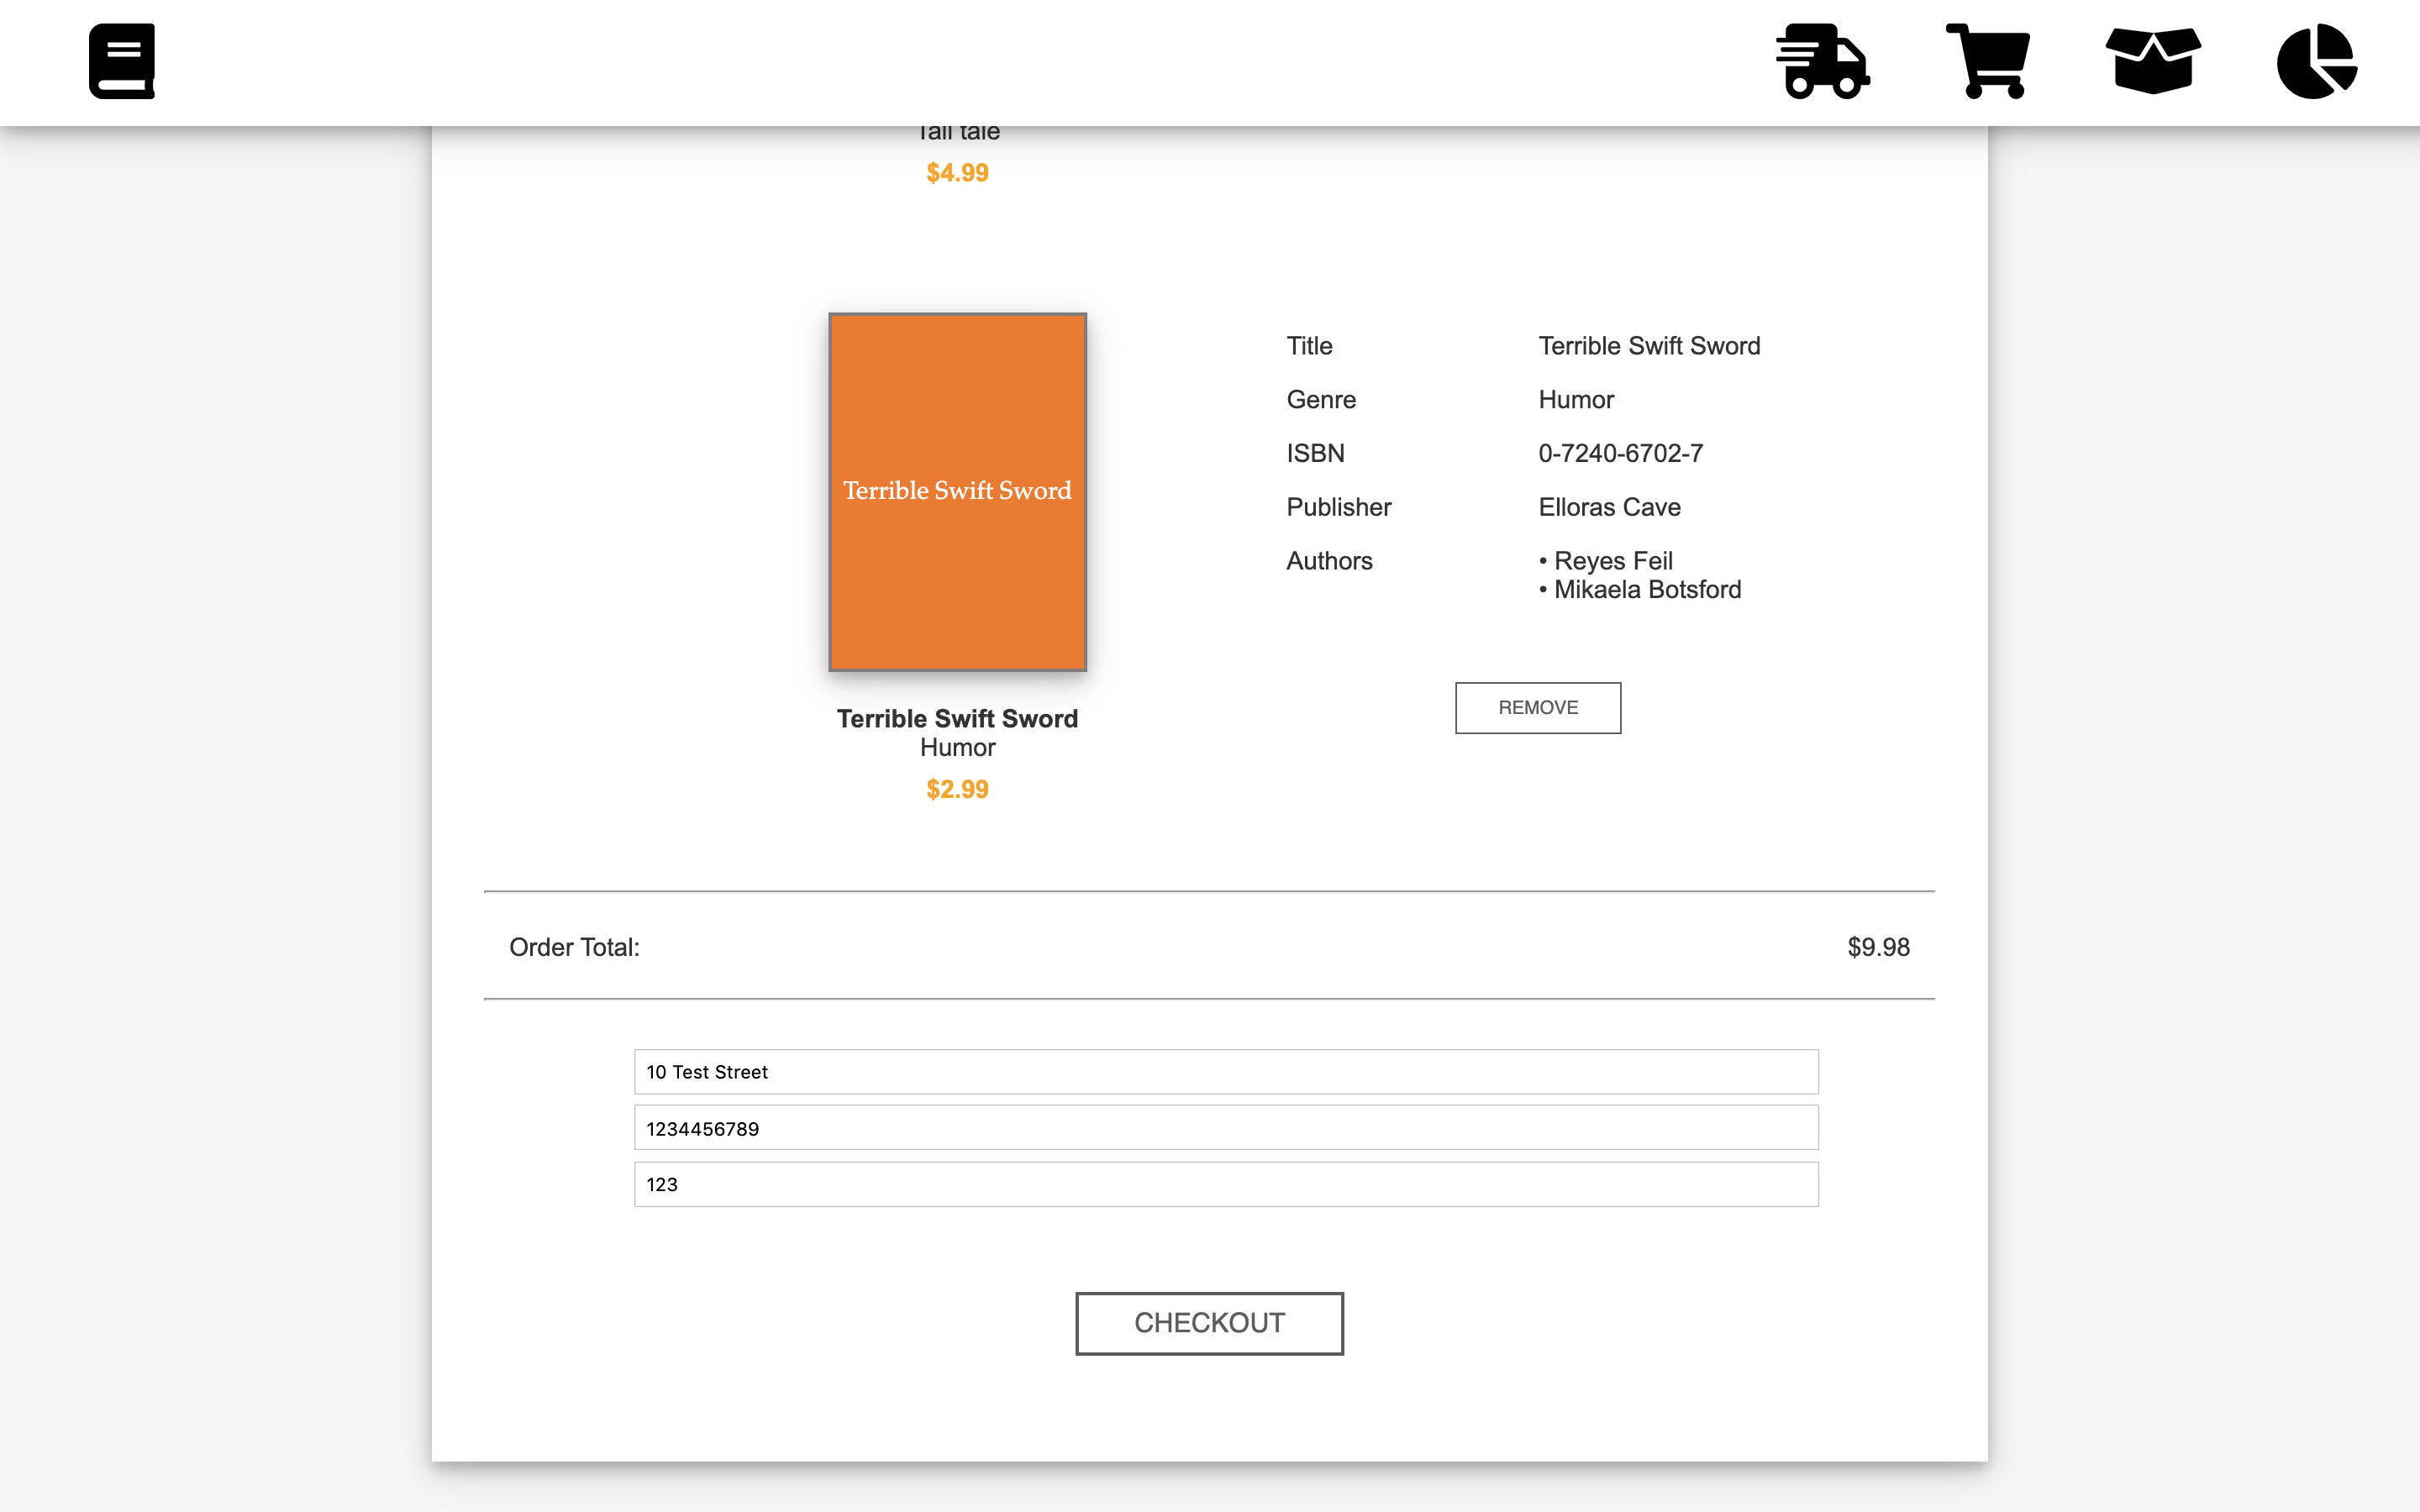 Tall tale
$4.99
Terrible Swift Sword
Title Terrible Swift Sword
Genre Humor
ISBN 0-7240-6702-7
Publisher Elloras Cave
Authors • Reyes Feil
• Mikaela Botsford
REMOVE
Terrible Swift Sword
Humor
$2.99
Order Total: $9.98
10 Test Street
1234456789
123
CHECKOUT